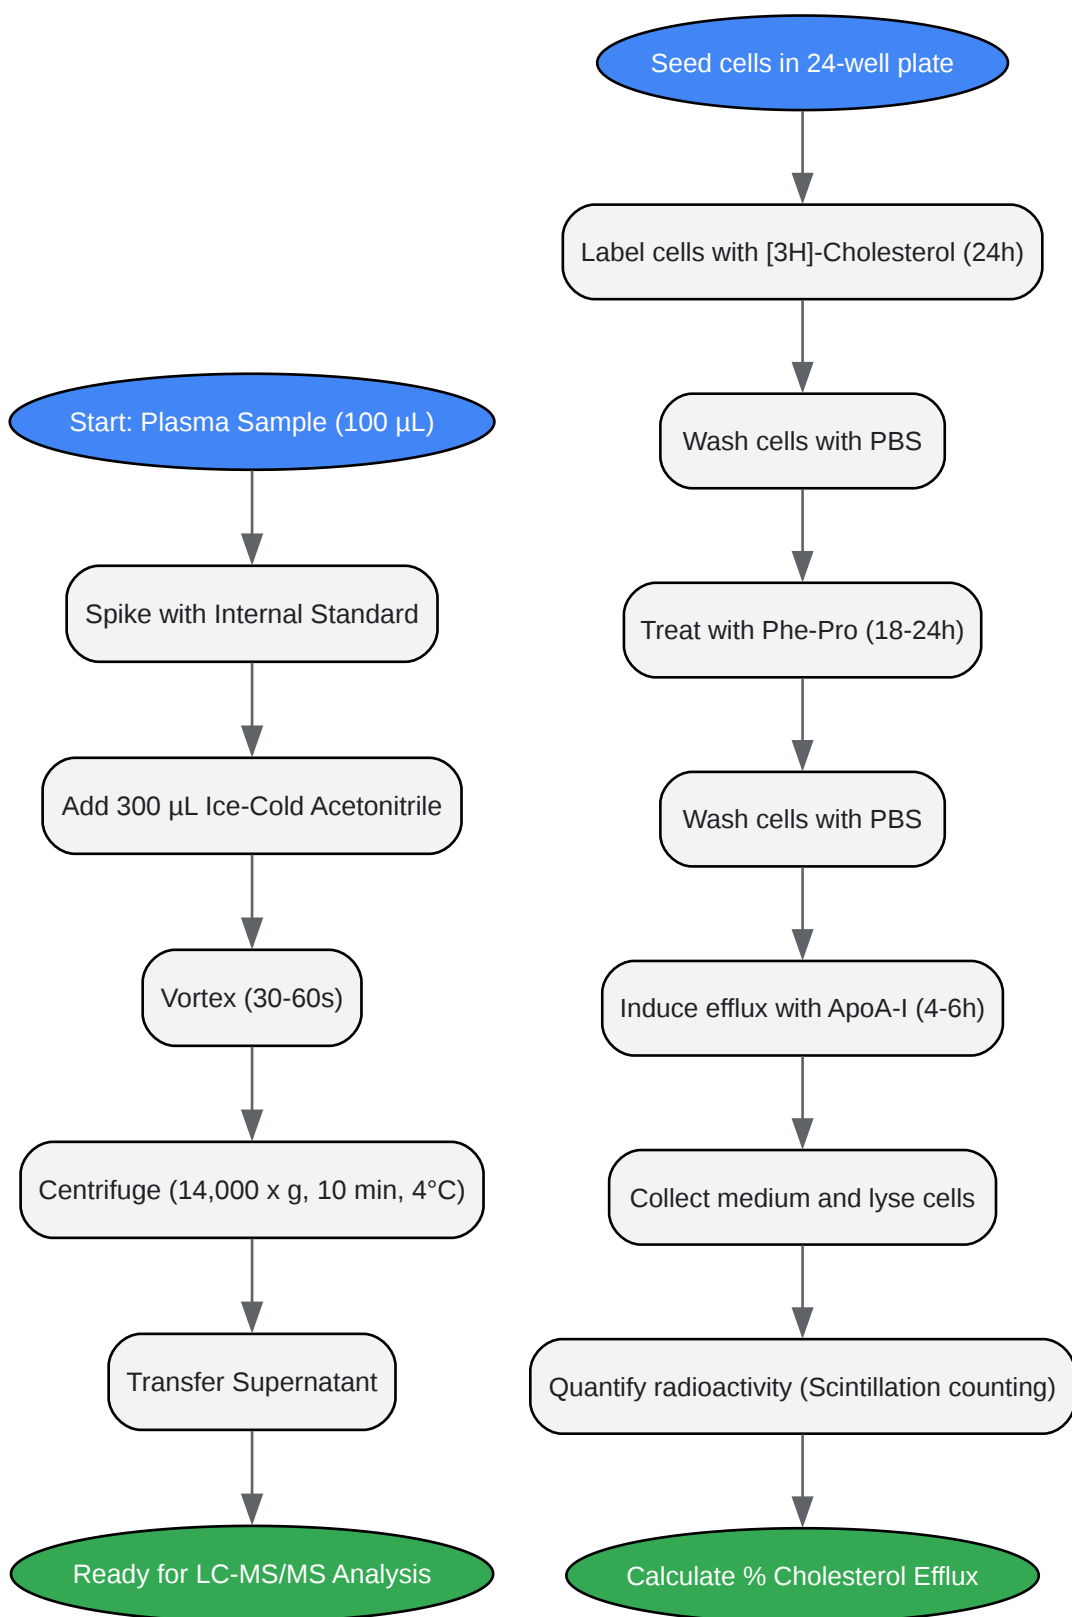 Start: Plasma Sample (100 µL)
Spike with Internal Standard
Add 300 µL Ice-Cold Acetonitrile
Vortex (30-60s)
Centrifuge (14,000 x g, 10 min, 4°C)
Transfer Supernatant
Ready for LC-MS/MS Analysis
Seed cells in 24-well plate
Label cells with [3H]-Cholesterol (24h)
Wash cells with PBS
Treat with Phe-Pro (18-24h)
Wash cells with PBS
Induce efflux with ApoA-I (4-6h)
Collect medium and lyse cells
Quantify radioactivity (Scintillation counting)
Calculate % Cholesterol Efflux